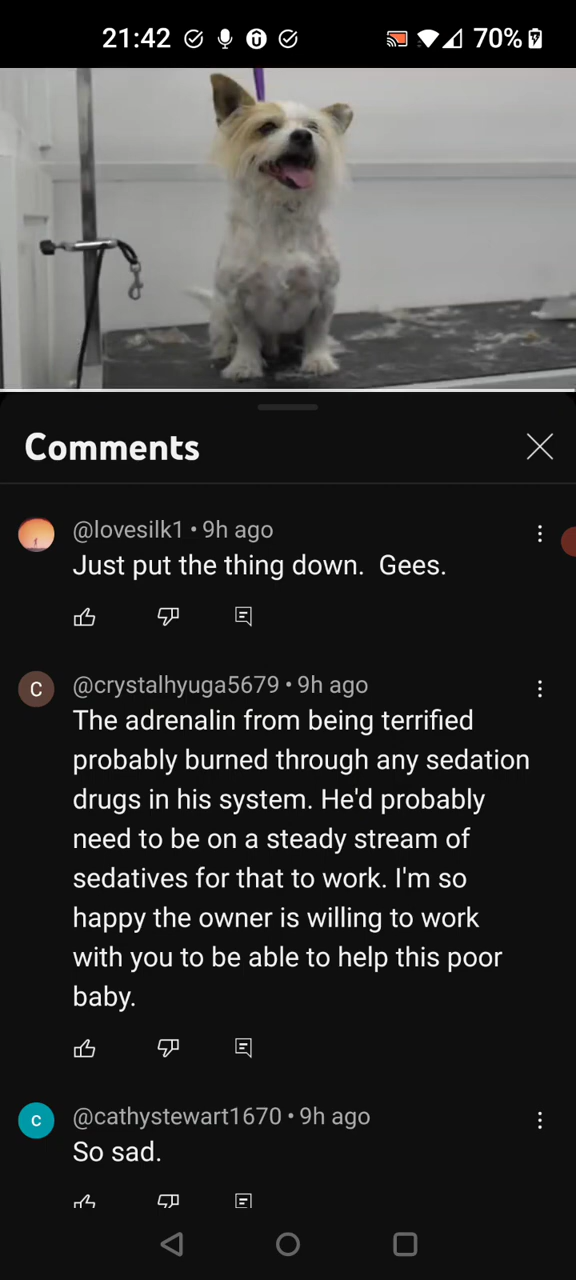 21:42 70%
Comments
@lovesilk1 • 9h ago
Just put the thing down.  Gees.
C
@crystalhyuga5679 • 9h ago
The adrenalin from being terrified
probably burned through any sedation
drugs in his system. He'd probably
need to be on a steady stream of
sedatives for that to work. I'm so
happy the owner is willing to work
with you to be able to help this poor
baby.
c
@cathystewart1670 • 9h ago
So sad.